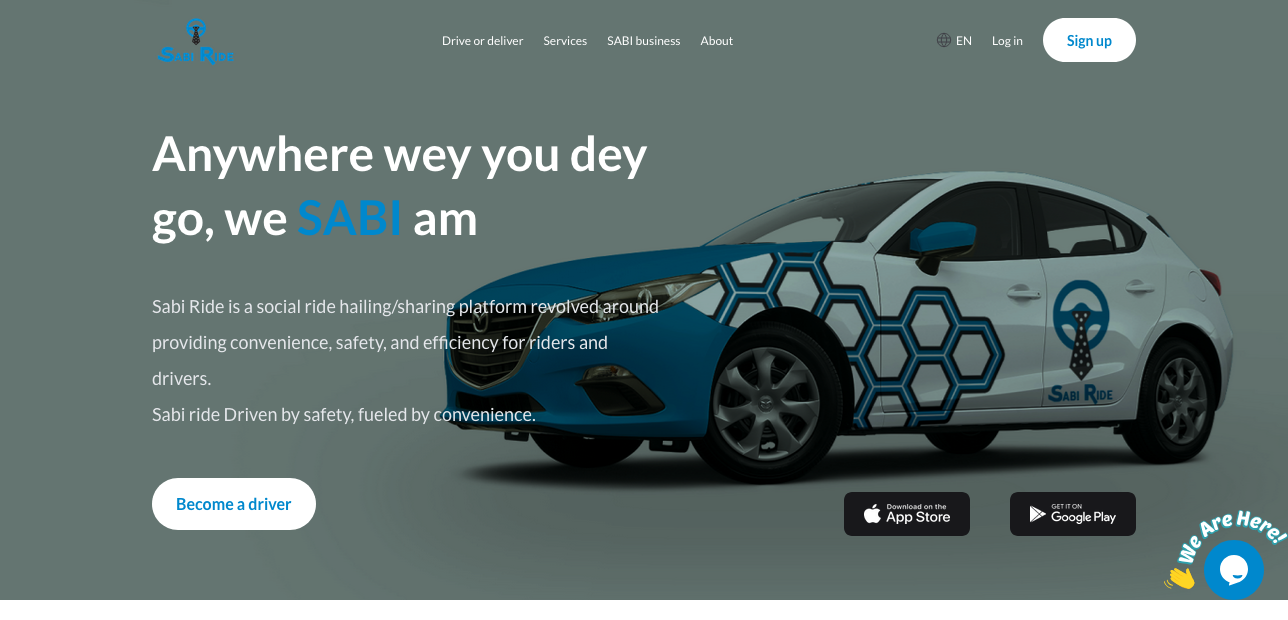 SABI RIDE
Drive or deliver
Services
SABI business
About
EN
Log in
Sign up
Anywhere wey you dey
go, we SABI am
Sabi Ride is a social ride hailing/sharing platform revolved around
providing convenience, safety, and efficiency for riders and
drivers.
Sabi ride Driven by safety, fueled by convenience.
SABI RIDE
Become a driver
Download on the
App Store
GET IT ON
Google Play
We Are Here!